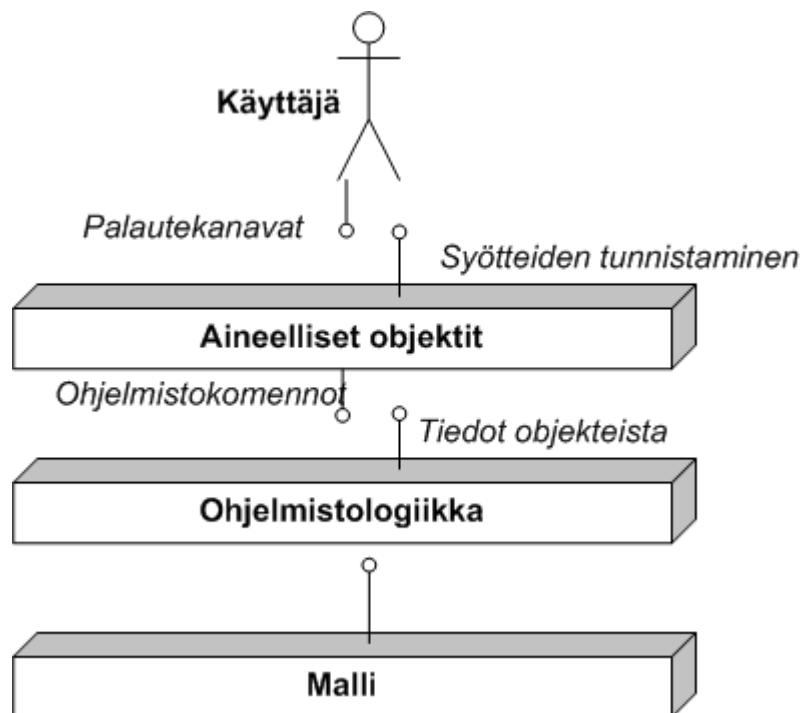 Käyttäjä
Palautekanavat
Syötteiden tunnistaminen
Aineelliset objektit
Ohjelmistokomennot
Tiedot objekteista
Ohjelmistologiikka
Malli